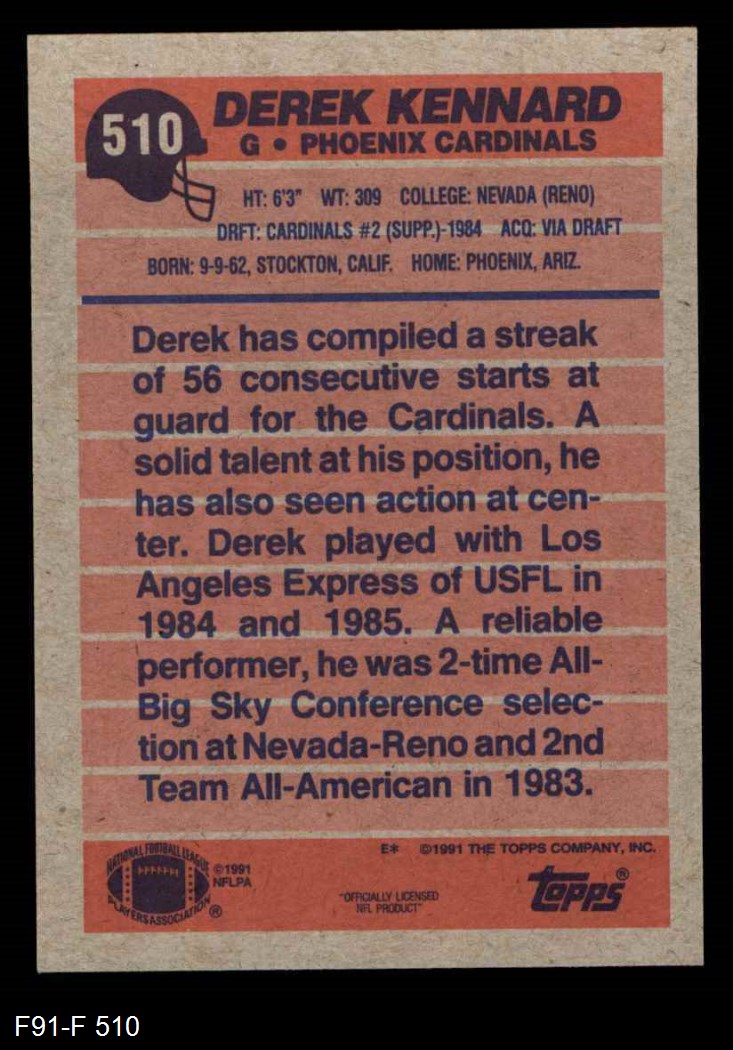 510
DEREK KENNARD
G • PHOENIX CARDINALS
HT: 6'3" WT: 309 COLLEGE: NEVADA (RENO)
DRFT: CARDINALS #2 (SUPP.)-1984 ACQ: VIA DRAFT
BORN: 9-9-62, STOCKTON, CALIF. HOME: PHOENIX, ARIZ.
Derek has compiled a streak
of 56 consecutive starts at
guard for the Cardinals. A
solid talent at his position, he
has also seen action at cen-
ter. Derek played with Los
Angeles Express of USFL in
1984 and 1985. A reliable
performer, he was 2-time All-
Big Sky Conference selec-
tion at Nevada-Reno and 2nd
Team All-American in 1983.
E* ©1991 THE TOPPS COMPANY, INC.
NATIONAL FOOTBALL LEAGUE
PLAYERS ASSOCIATION ®
©1991
NFLPA
"OFFICIALLY LICENSED
NFL PRODUCT"
topps ®
F91-F 510